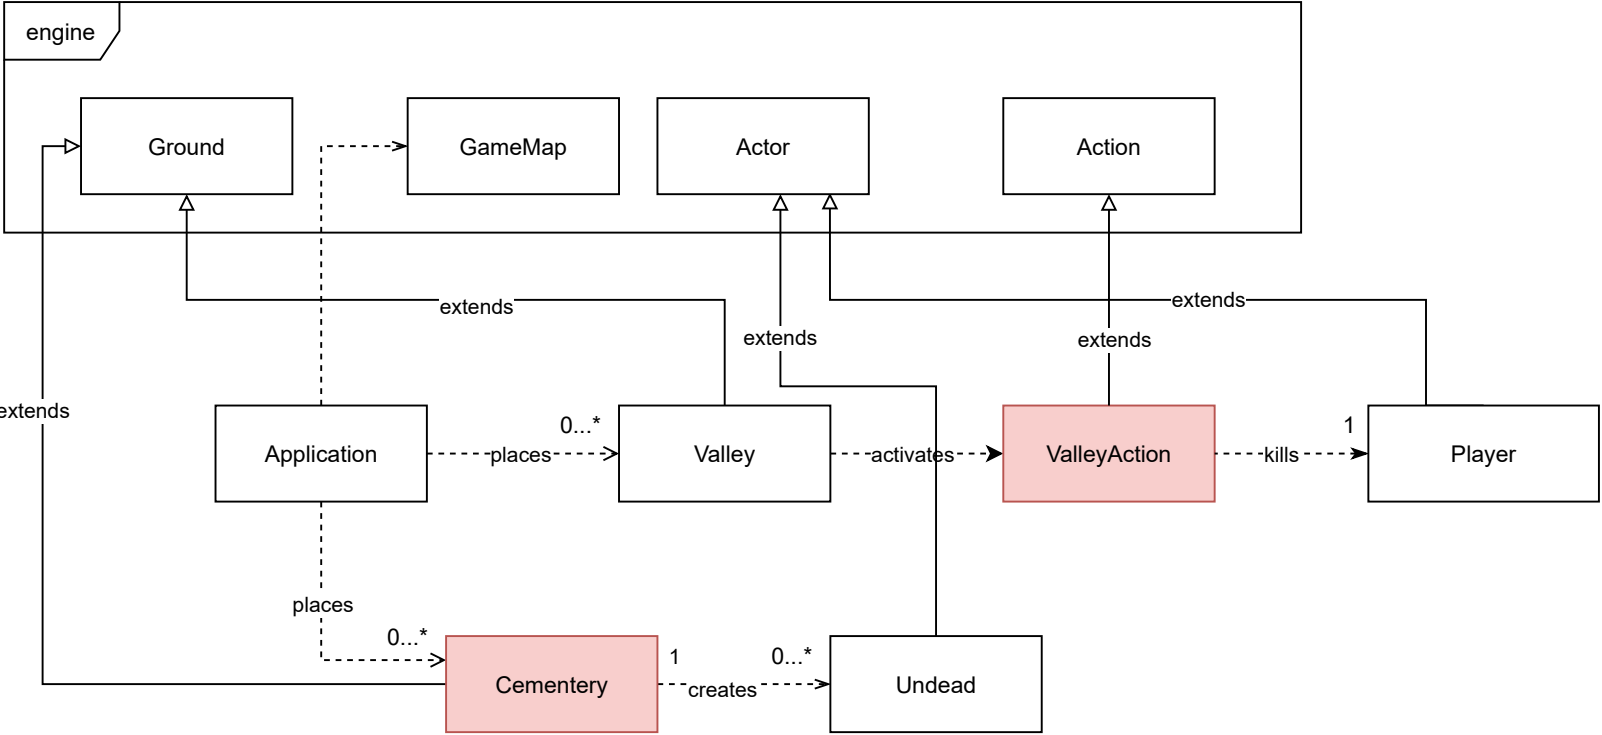 engine
Ground
GameMap
Actor
Action
extends
extends
extends
extends
extends
Application
places
0...*
Valley
activates
ValleyAction
kills
1
Player
places
0...*
Cementery
1
creates
0...*
Undead